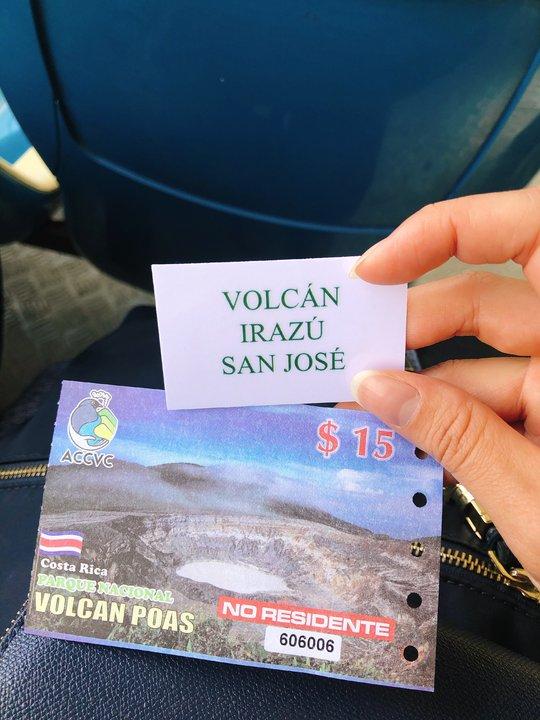 VOLCÁN
IRAZÚ
SAN JOSÉ
$ 15
ACCVC
Costa Rica
PARQUE NACIONAL
VOLCAN POAS
NO RESIDENTE
606006